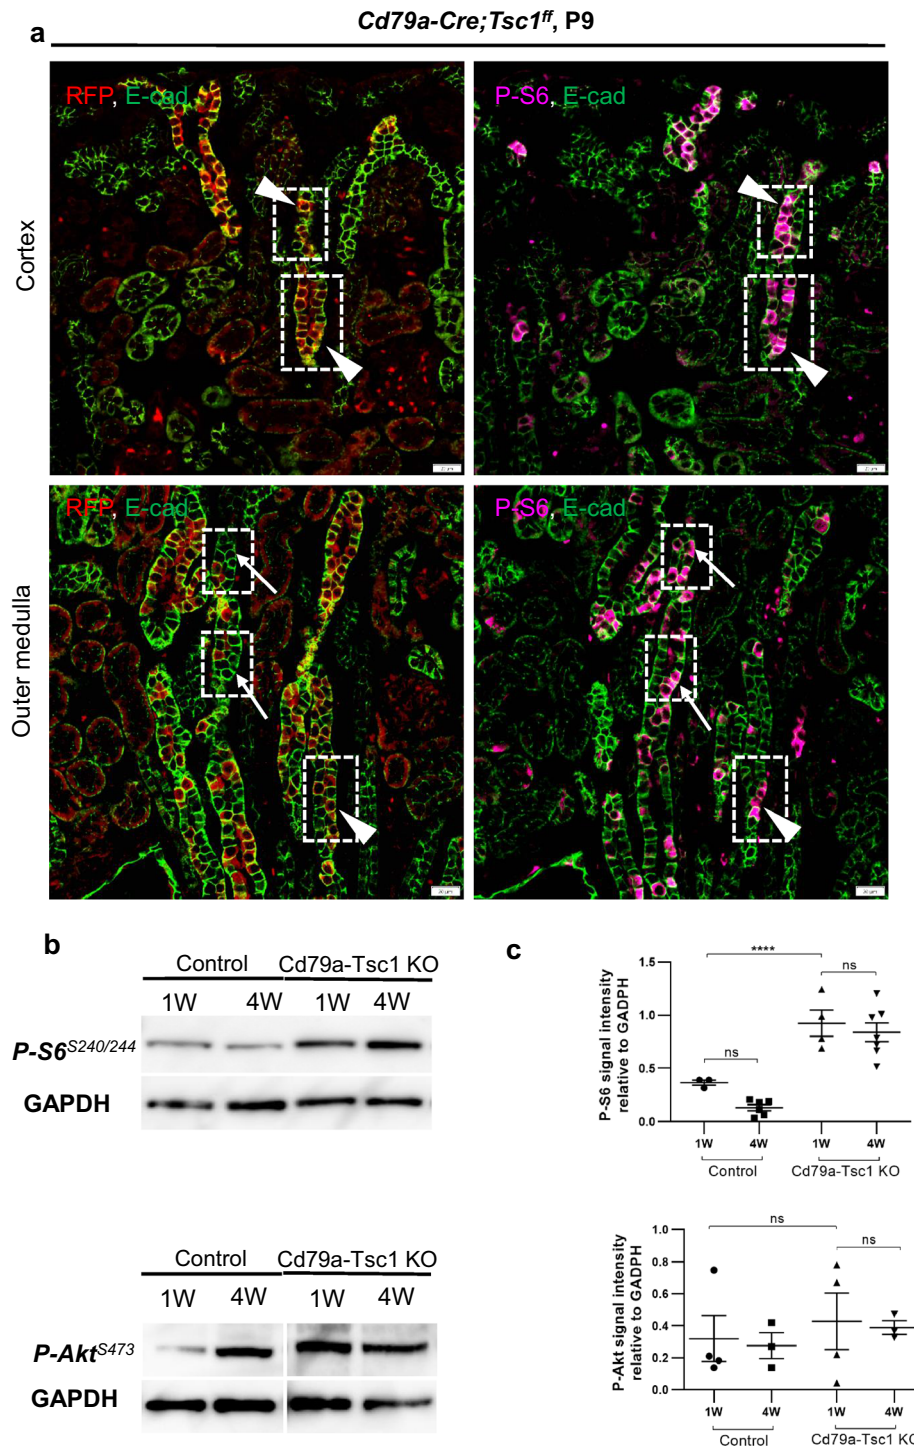 Cd79a-Cre;Tsc1ff, P9
a
RFP, E-cad
P-S6, E-cad
Cortex
RFP, E-cad
P-S6, E-cad
Outer medulla
b
Control
Cd79a-Tsc1 KO
1W
4W
1W
4W
P-S6S240/244
GAPDH
Control
Cd79a-Tsc1 KO
1W
4W
1W
4W
P-AktS473
GAPDH
c
P-S6 signal intensity
relative to GADPH
1.5
1.0
0.5
0.0
****
ns
ns
1W
4W
1W
4W
Control
Cd79a-Tsc1 KO
P-Akt signal intensity
relative to GADPH
1.0
0.8
0.6
0.4
0.2
0.0
ns
ns
1W
4W
1W
4W
Control
Cd79a-Tsc1 KO